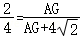 2/4 = AG/(AG+4√2)